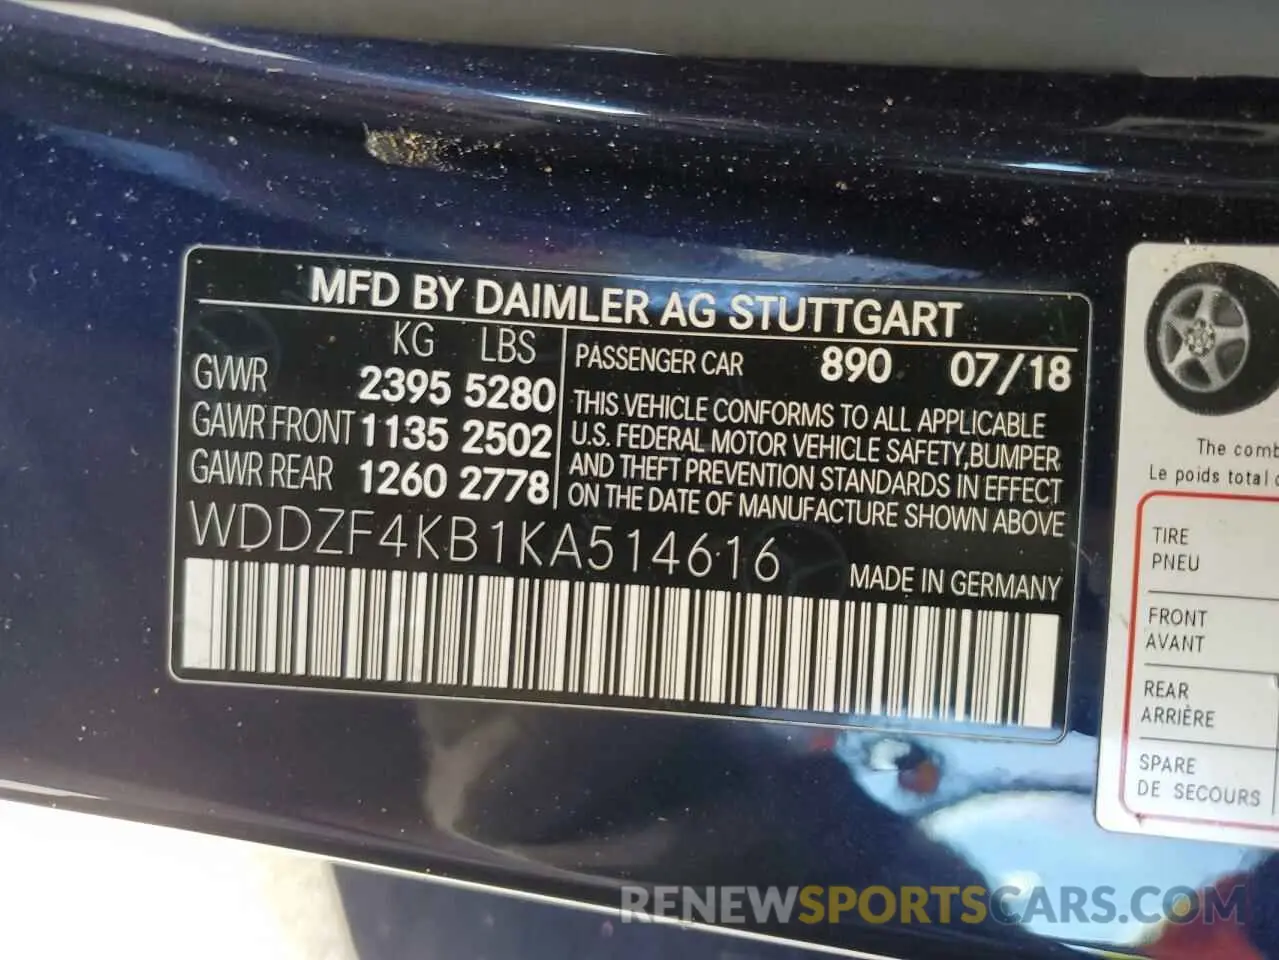 MFD BY DAIMLER AG STUTTGART
KG LBS
GVWR 2395 5280
GAWR FRONT 1135 2502
GAWR REAR 1260 2778
PASSENGER CAR 890 07/18
THIS VEHICLE CONFORMS TO ALL APPLICABLE
U.S. FEDERAL MOTOR VEHICLE SAFETY,BUMPER
AND THEFT PREVENTION STANDARDS IN EFFECT
ON THE DATE OF MANUFACTURE SHOWN ABOVE
WDDZF4KB1KA514616
MADE IN GERMANY
The comb
Le poids total
TIRE
PNEU
FRONT
AVANT
REAR
ARRIÈRE
SPARE
DE SECOURS
RENEWSPORTSCARS.COM